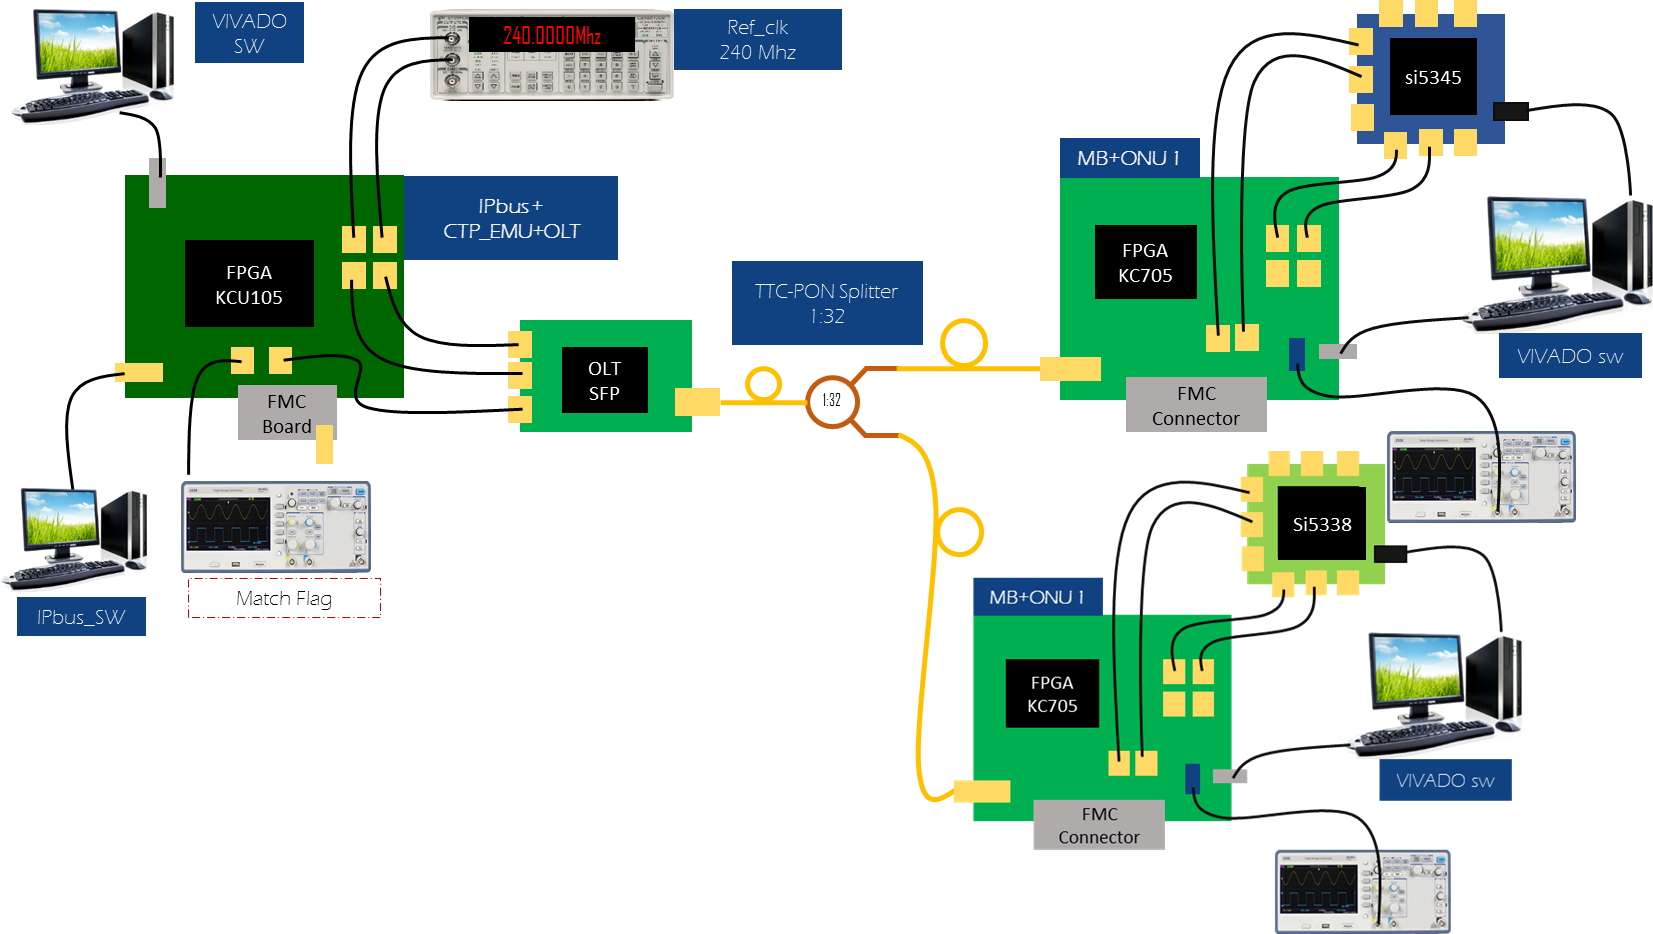 VIVADO
SW
240.0000Mhz
Ref_clk
240 Mhz
si5345
MB+ONU 1
IPbus +
CTP_EMU+OLT
FPGA
KCU105
FPGA
KC705
TTC-PON Splitter
1:32
OLT
SFP
1:32
VIVADO sw
FMC
Board
FMC
Connector
Match Flag
IPbus_SW
Si5338
MB+ONU 1
FPGA
KC705
VIVADO sw
FMC
Connector